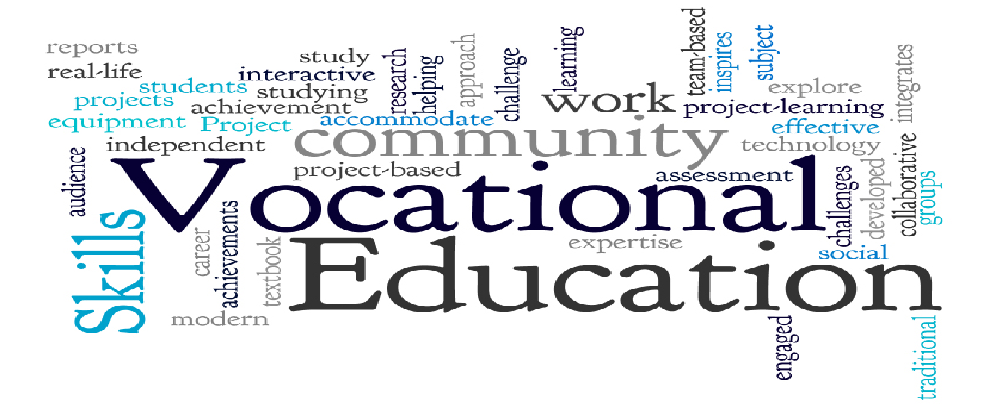 reports
real-life
students
projects
equipment
Project
study
interactive
studying
achievement
accommodate
independent
research
helping
approach
challenge
learning
work
community
team-based
inspires
subject
explore
project-learning
effective
technology
integrates
audience
project-based
assessment
Vocational
challenges
developed
collaborative
groups
Skills
career
achievements
textbook
expertise
social
Education
modern
engaged
traditional